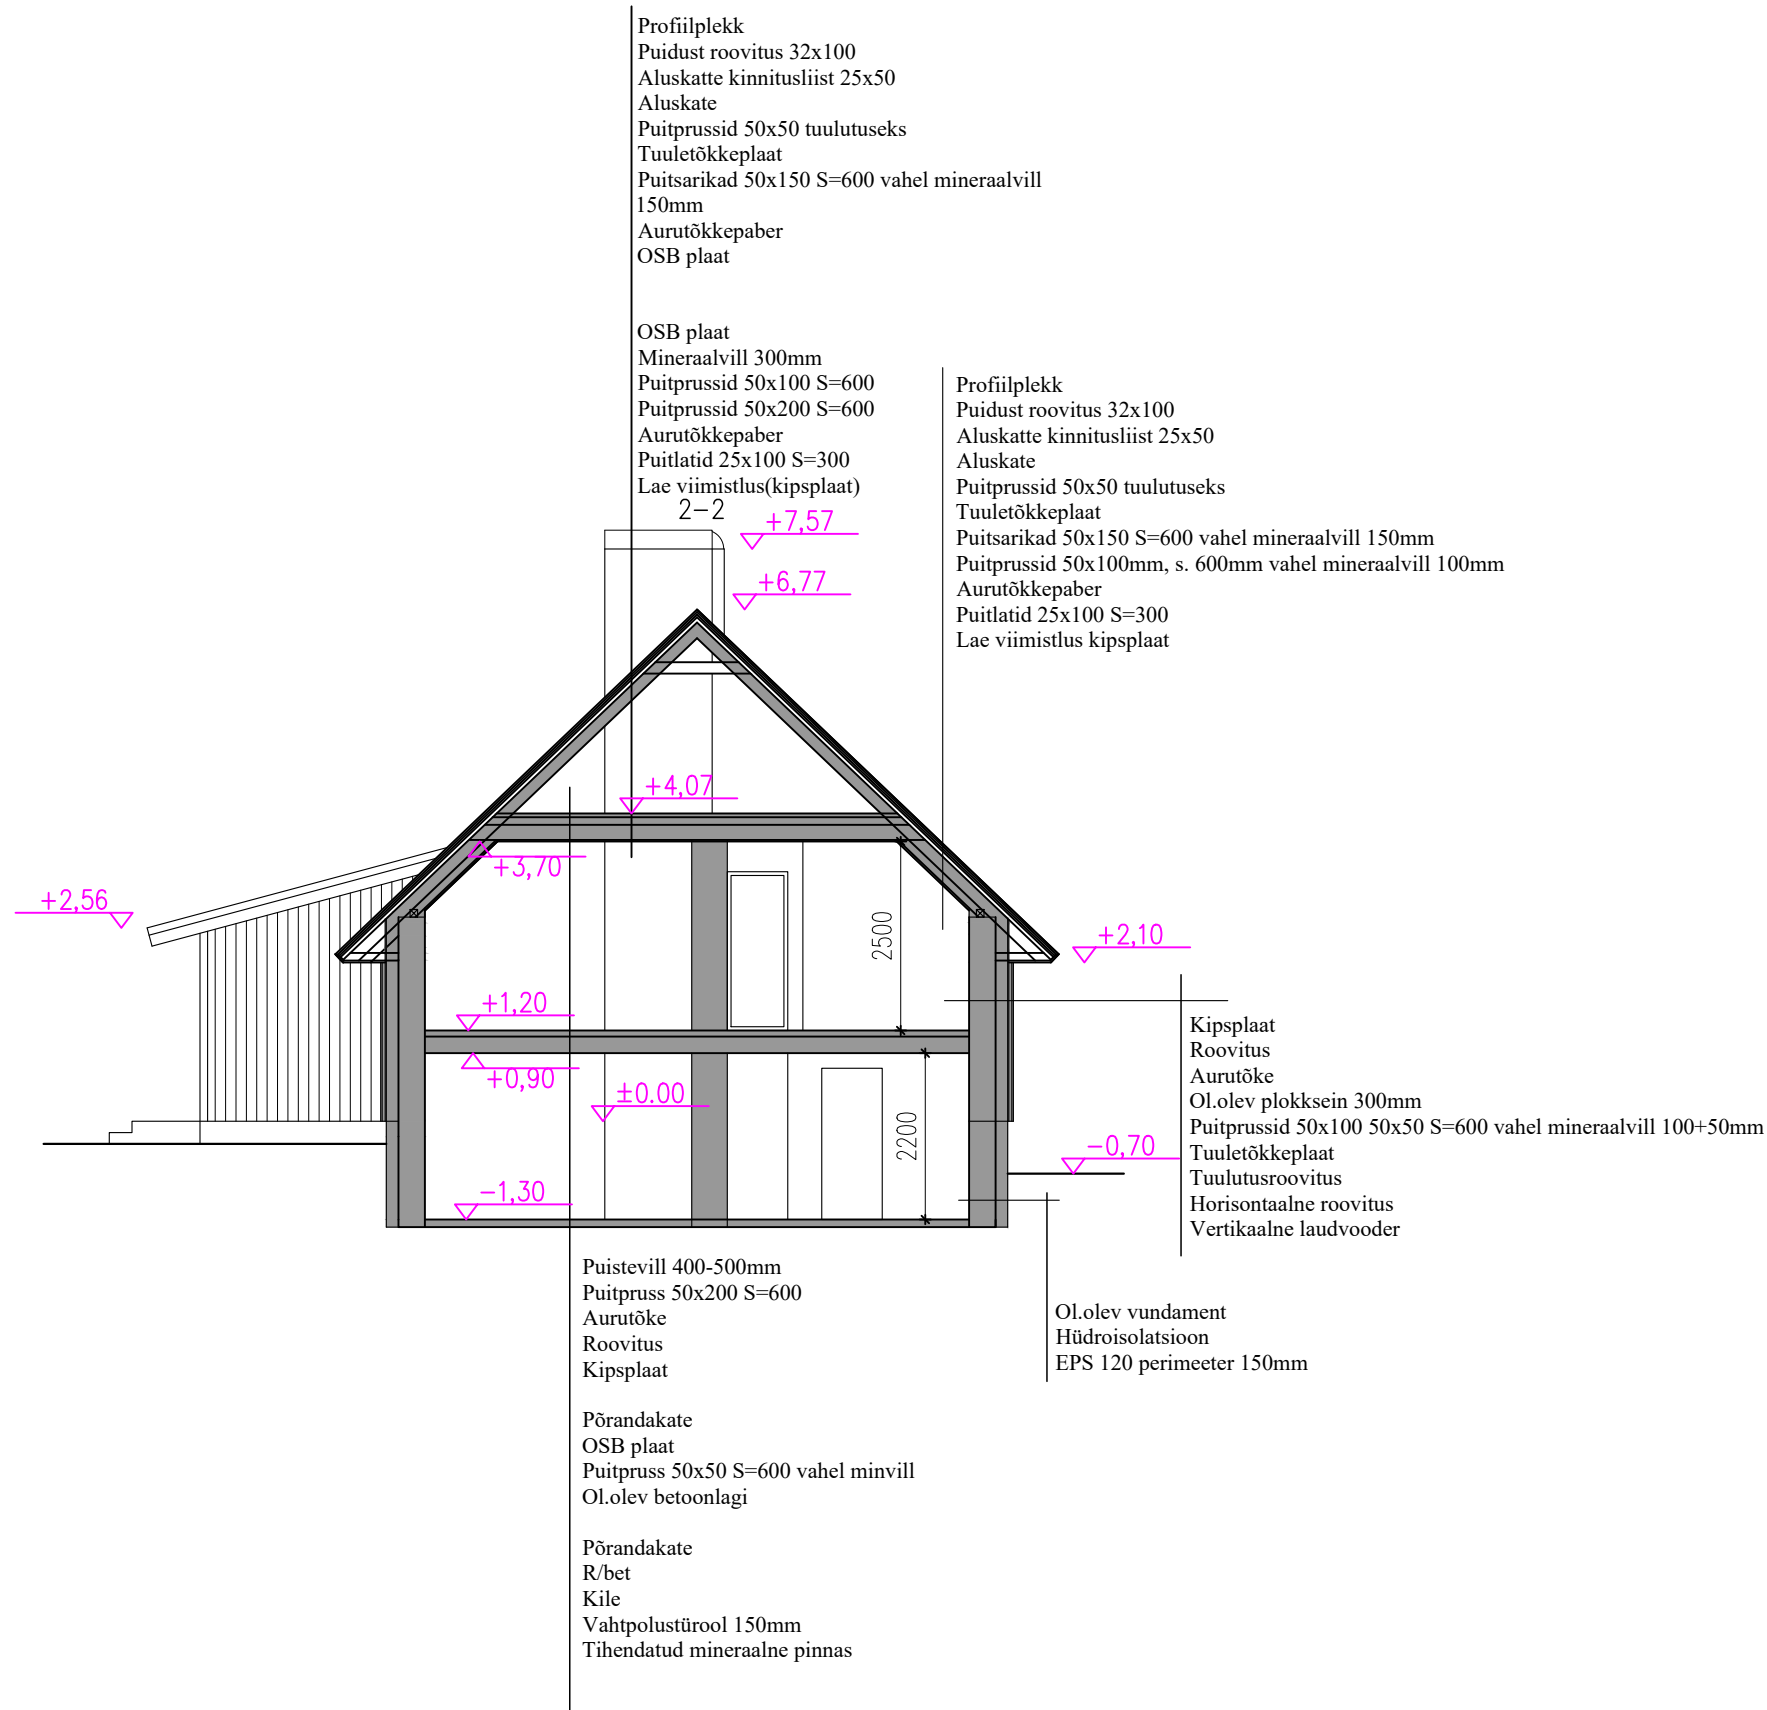 Profiilplekk
Puidust roovitus 32x100
Aluskatte kinnitusliist 25x50
Aluskate
Puitprussid 50x50 tuulutuseks
Tuuletõkkeplaat
Puitsarikad 50x150 S=600 vahel mineraalvill
150mm
Aurutõkkepaber
OSB plaat
OSB plaat
Mineraalvill 300mm
Puitprussid 50x100 S=600
Puitprussid 50x200 S=600
Aurutõkkepaber
Puitlatid 25x100 S=300
Lae viimistlus(kipsplaat)
2-2
Profiilplekk
Puidust roovitus 32x100
Aluskatte kinnitusliist 25x50
Aluskate
Puitprussid 50x50 tuulutuseks
Tuuletõkkeplaat
Puitsarikad 50x150 S=600 vahel mineraalvill 150mm
Puitprussid 50x100mm, s. 600mm vahel mineraalvill 100mm
Aurutõkkepaber
Puitlatid 25x100 S=300
Lae viimistlus kipsplaat
+7,57
+6,77
+4,07
+3,70
+2,56
+2,10
2500
+1,20
+0,90
±0.00
2200
-0,70
-1,30
Kipsplaat
Roovitus
Aurutõke
Ol.olev plokksein 300mm
Puitprussid 50x100 50x50 S=600 vahel mineraalvill 100+50mm
Tuuletõkkeplaat
Tuulutusroovitus
Horisontaalne roovitus
Vertikaalne laudvooder
Ol.olev vundament
Hüdroisolatsioon
EPS 120 perimeeter 150mm
Puistevill 400-500mm
Puitpruss 50x200 S=600
Aurutõke
Roovitus
Kipsplaat
Põrandakate
OSB plaat
Puitpruss 50x50 S=600 vahel minvill
Ol.olev betoonlagi
Põrandakate
R/bet
Kile
Vahtpolustürool 150mm
Tihendatud mineraalne pinnas